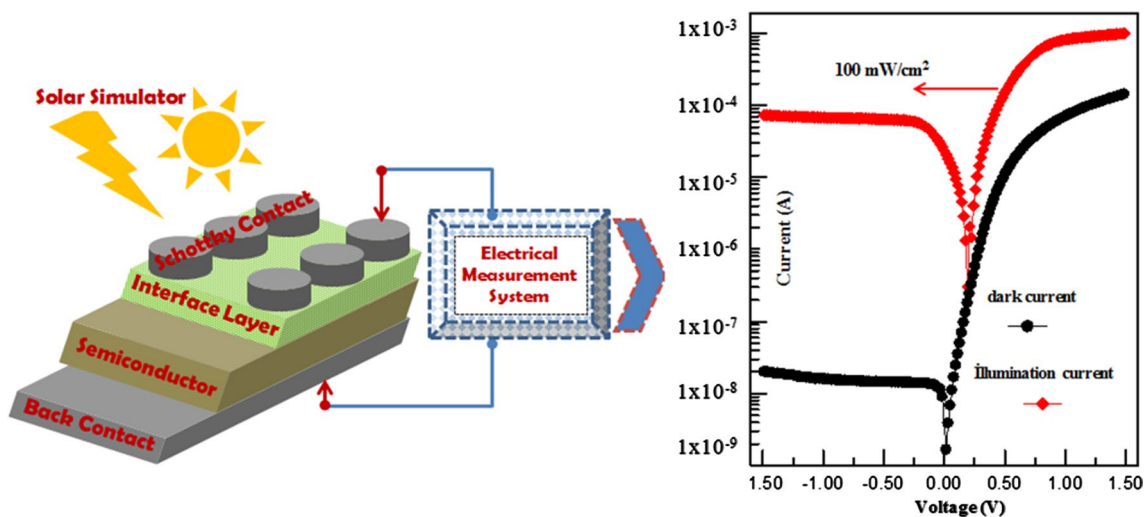 Solar Simulator
Schottky Contact
Interface Layer
Semiconductor
Back Contact
Electrical
Measurement
System
1x10⁻³
1x10⁻⁴
1x10⁻⁵
1x10⁻⁶
1x10⁻⁷
1x10⁻⁸
1x10⁻⁹
Current (A)
100 mW/cm²
dark current
İllumination current
1.50 -1.00 -0.50 0.00 0.50 1.00 1.50
Voltage (V)